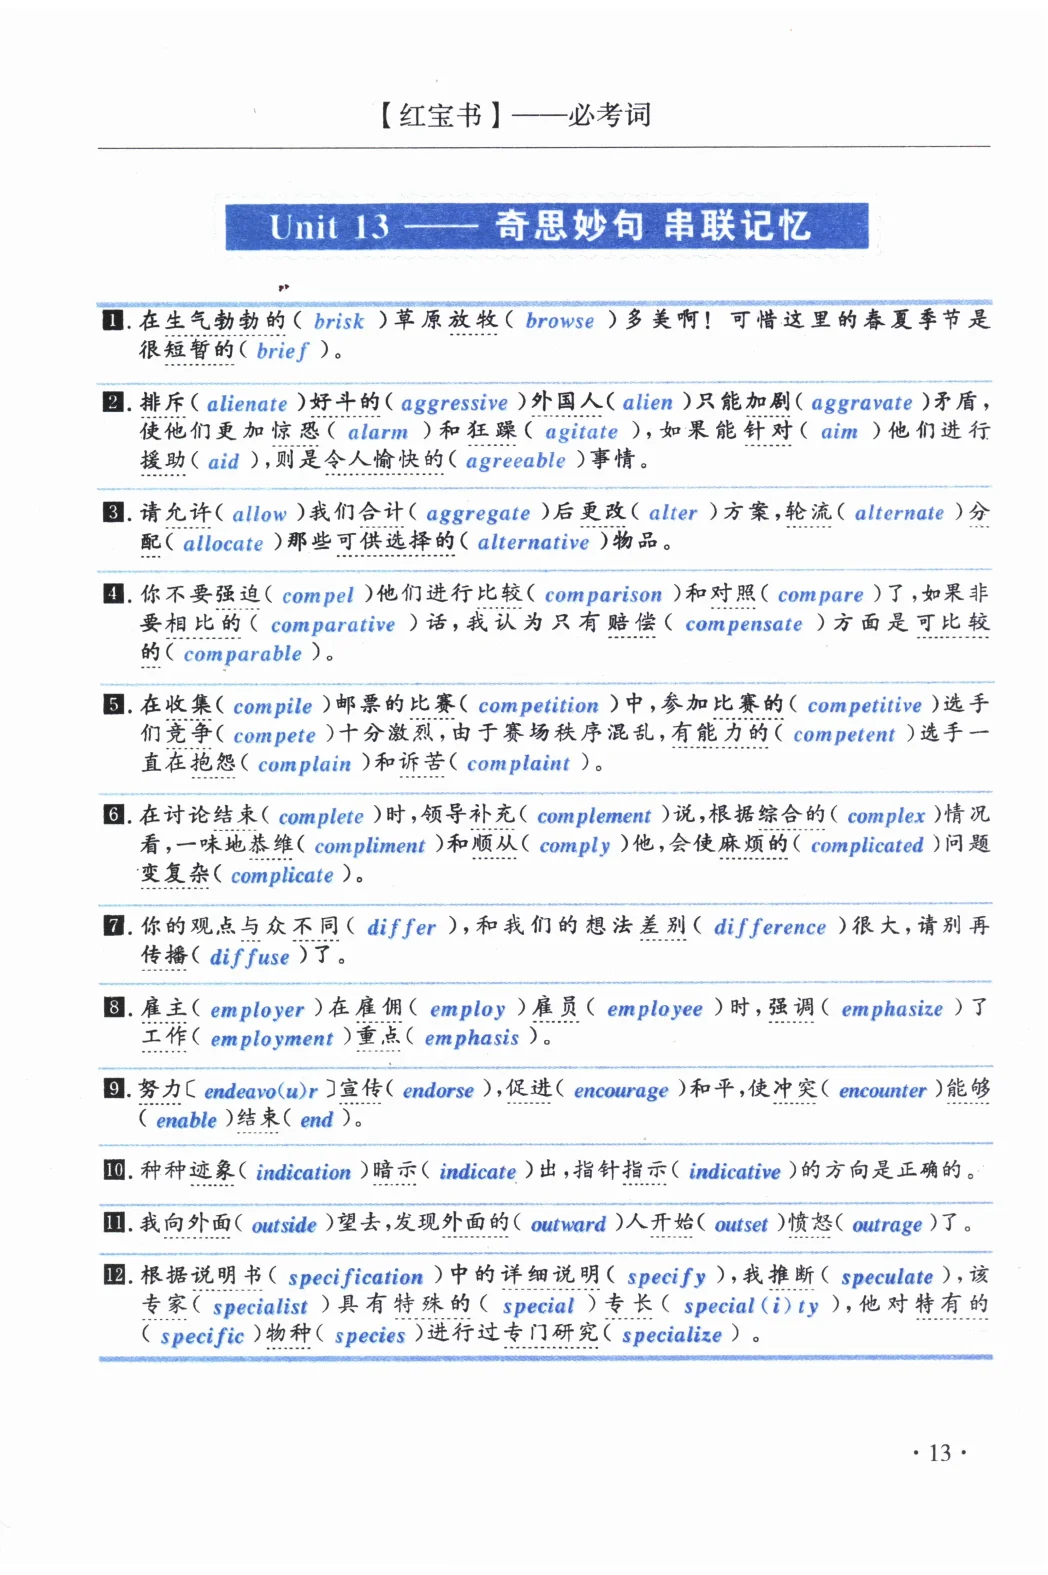 【红宝书】——必考词
Unit 13 —— 奇思妙句 串联记忆
1. 在生气勃勃的( brisk )草原放牧( browse )多美啊! 可惜这里的春夏季节是
很短暂的( brief )。
2. 排斥( alienate )好斗的( aggressive )外国人( alien )只能加剧( aggravate )矛盾,
使他们更加惊恐( alarm )和狂躁( agitate ),如果能针对( aim )他们进行
援助( aid ),则是令人愉快的( agreeable )事情。
3. 请允许( allow )我们合计( aggregate )后更改( alter )方案,轮流( alternate )分
配( allocate )那些可供选择的( alternative )物品。
4. 你不要强迫( compel )他们进行比较( comparison )和对照( compare )了,如果非
要相比的( comparative )话,我认为只有赔偿( compensate )方面是可比较
的( comparable )。
5. 在收集( compile )邮票的比赛( competition )中,参加比赛的( competitive )选手
们竞争( compete )十分激烈,由于赛场秩序混乱,有能力的( competent )选手一
直在抱怨( complain )和诉苦( complaint )。
6. 在讨论结束( complete )时,领导补充( complement )说,根据综合的( complex )情况
看,一味地恭维( compliment )和顺从( comply )他,会使麻烦的( complicated )问题
变复杂( complicate )。
7. 你的观点与众不同( differ ),和我们的想法差别( difference )很大,请别再
传播( diffuse )了。
8. 雇主( employer )在雇佣( employ )雇员( employee )时,强调( emphasize )了
工作( employment )重点( emphasis )。
9. 努力〔 endeavo(u)r 〕宣传( endorse ),促进( encourage )和平,使冲突( encounter )能够
( enable )结束( end )。
10. 种种迹象( indication )暗示( indicate )出,指针指示( indicative )的方向是正确的。
11. 我向外面( outside )望去,发现外面的( outward )人开始( outset )愤怒( outrage )了。
12. 根据说明书( specification )中的详细说明( specify ),我推断( speculate ),该
专家( specialist )具有特殊的( special )专长( special(i)ty ),他对特有的
( specific )物种( species )进行过专门研究( specialize )。
· 13 ·